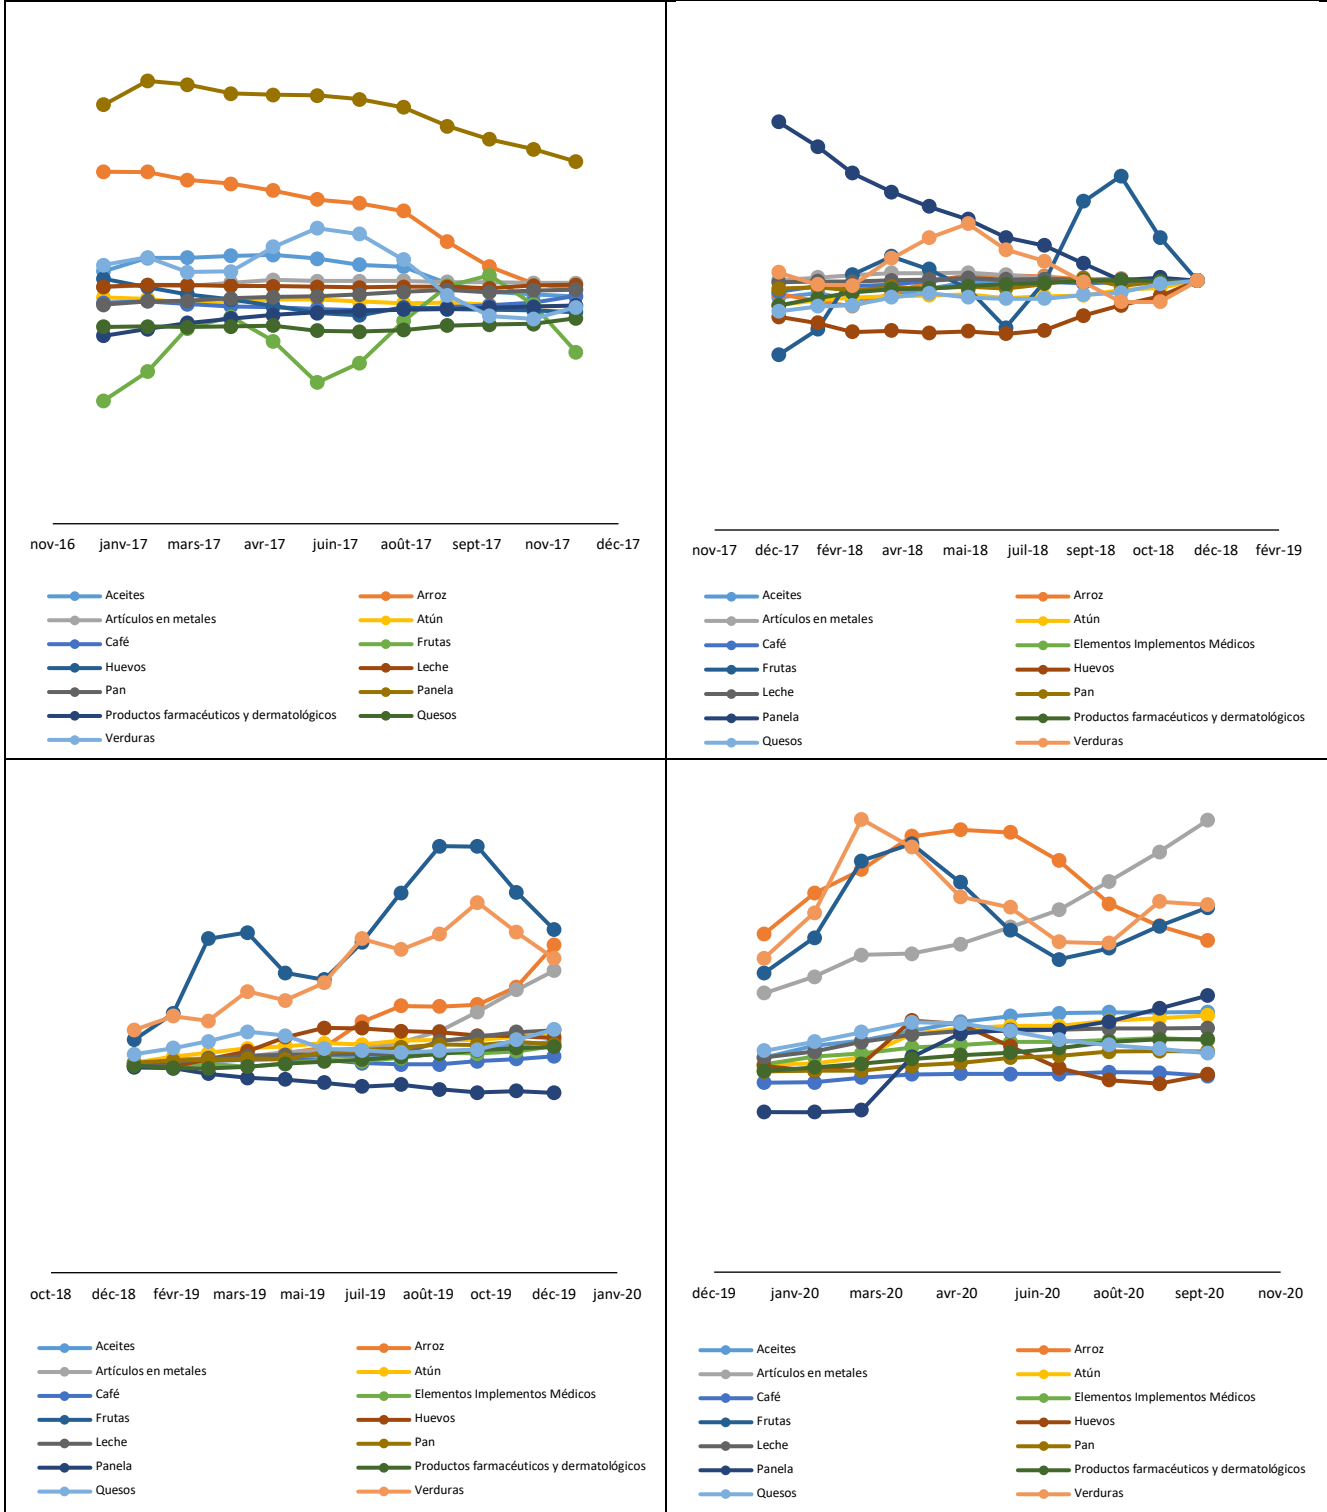 nov-16 janv-17 mars-17 avr-17 juin-17 août-17 sept-17 nov-17 déc-17
Aceites Arroz
Artículos en metales Atún
Café Frutas
Huevos Leche
Pan Panela
Productos farmacéuticos y dermatológicos Quesos
Verduras
nov-17 déc-17 févr-18 avr-18 mai-18 juil-18 sept-18 oct-18 déc-18 févr-19
Aceites Arroz
Artículos en metales Atún
Café Elementos Implementos Médicos
Frutas Huevos
Leche Pan
Panela Productos farmacéuticos y dermatológicos
Quesos Verduras
oct-18 déc-18 févr-19 mars-19 mai-19 juil-19 août-19 oct-19 déc-19 janv-20
Aceites Arroz
Artículos en metales Atún
Café Elementos Implementos Médicos
Frutas Huevos
Leche Pan
Panela Productos farmacéuticos y dermatológicos
Quesos Verduras
déc-19 janv-20 mars-20 avr-20 juin-20 août-20 sept-20 nov-20
Aceites Arroz
Artículos en metales Atún
Café Elementos Implementos Médicos
Frutas Huevos
Leche Pan
Panela Productos farmacéuticos y dermatológicos
Quesos Verduras